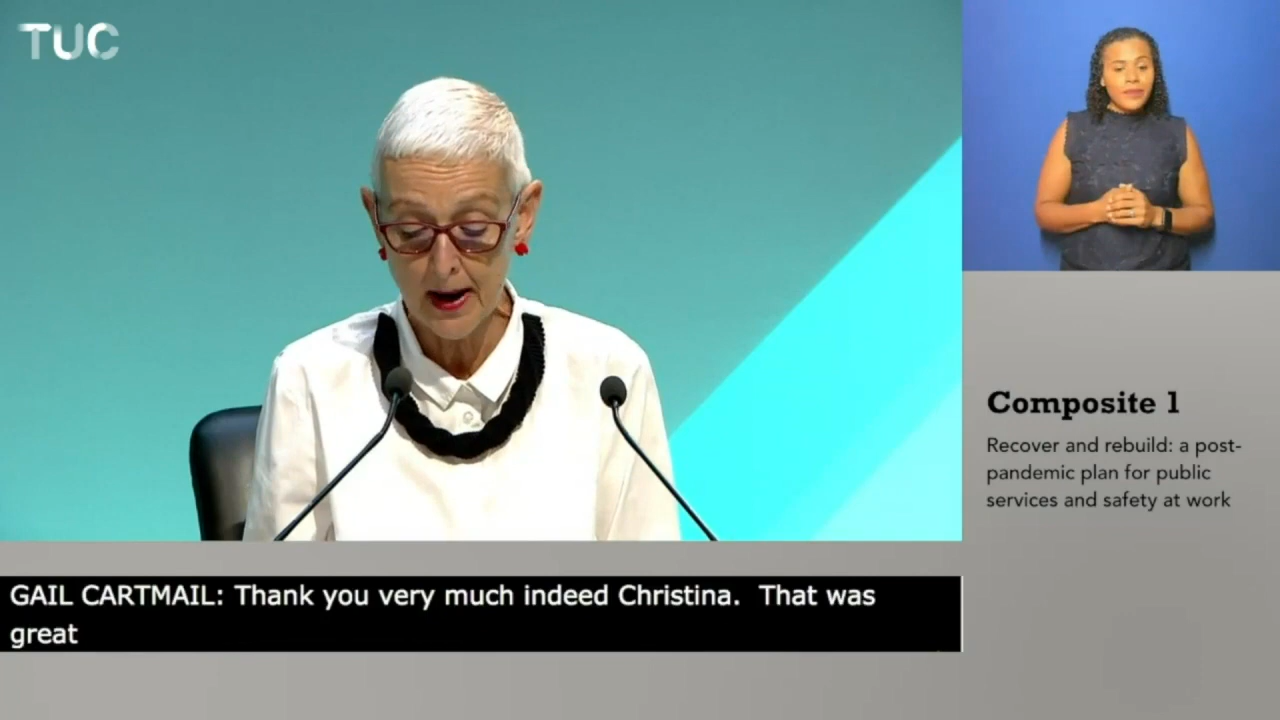 TUC
Composite 1
Recover and rebuild: a post-
pandemic plan for public
services and safety at work
GAIL CARTMAIL: Thank you very much indeed Christina.  That was
great